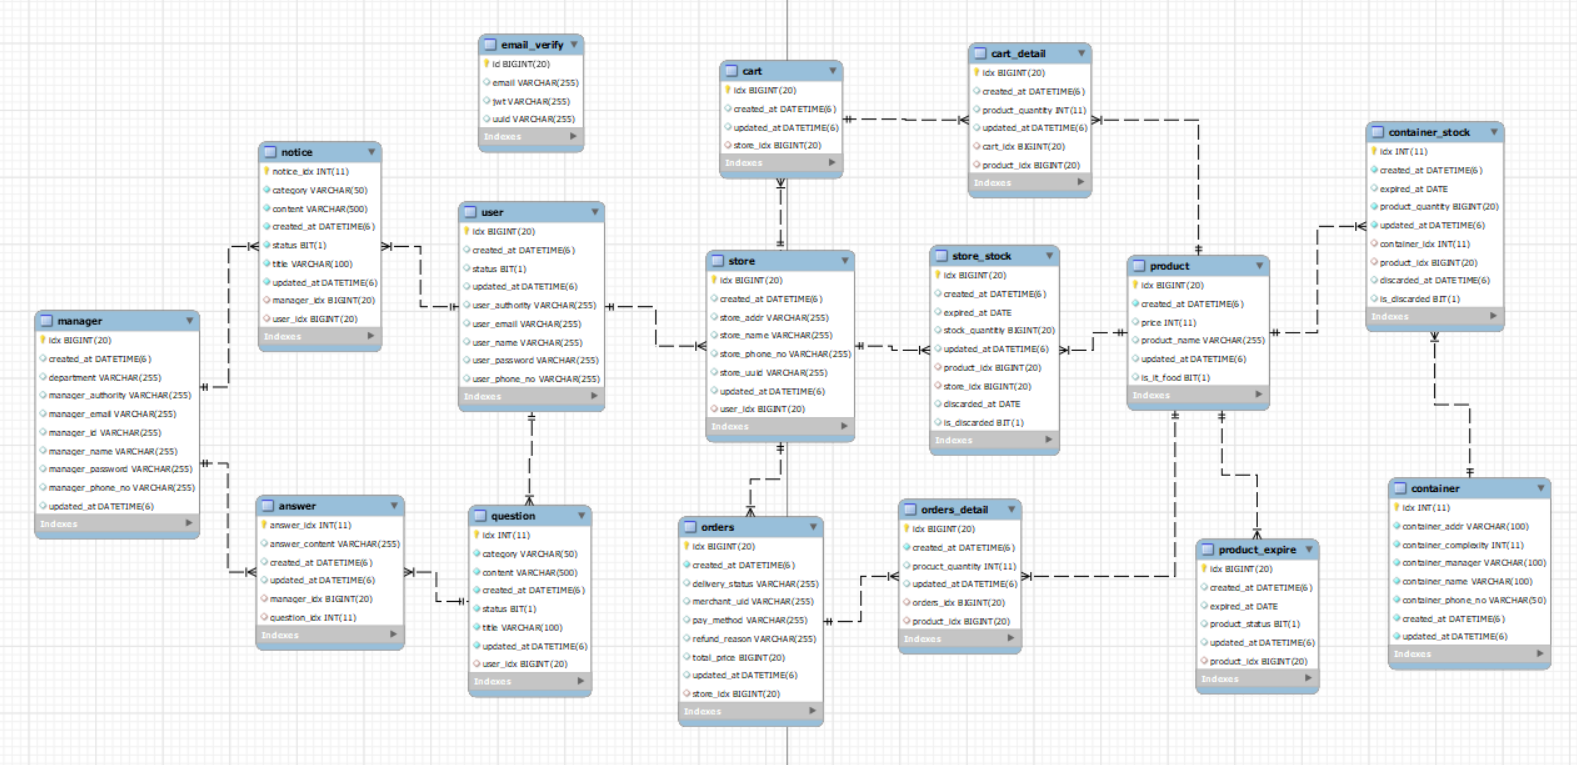 email_verify
id BIGINT(20)
email VARCHAR(255)
jwt VARCHAR(255)
uuid VARCHAR(255)
Indexes
cart
idx BIGINT(20)
created_at DATETIME(6)
updated_at DATETIME(6)
store_idx BIGINT(20)
Indexes
cart_detail
idx BIGINT(20)
created_at DATETIME(6)
product_quantity INT(11)
updated_at DATETIME(6)
cart_idx BIGINT(20)
product_idx BIGINT(20)
Indexes
container_stock
idx INT(11)
created_at DATETIME(6)
expired_at DATE
product_quantity BIGINT(20)
updated_at DATETIME(6)
container_idx INT(11)
product_idx BIGINT(20)
discarded_at DATETIME(6)
is_discarded BIT(1)
Indexes
notice
notice_idx INT(11)
category VARCHAR(50)
content VARCHAR(500)
created_at DATETIME(6)
status BIT(1)
title VARCHAR(100)
updated_at DATETIME(6)
manager_idx BIGINT(20)
user_idx BIGINT(20)
Indexes
user
idx BIGINT(20)
created_at DATETIME(6)
status BIT(1)
updated_at DATETIME(6)
user_authority VARCHAR(255)
user_email VARCHAR(255)
user_name VARCHAR(255)
user_password VARCHAR(255)
user_phone_no VARCHAR(255)
Indexes
store
idx BIGINT(20)
created_at DATETIME(6)
store_addr VARCHAR(255)
store_name VARCHAR(255)
store_phone_no VARCHAR(255)
store_uuid VARCHAR(255)
updated_at DATETIME(6)
user_idx BIGINT(20)
Indexes
store_stock
idx BIGINT(20)
created_at DATETIME(6)
expired_at DATE
stock_quantity BIGINT(20)
updated_at DATETIME(6)
product_idx BIGINT(20)
store_idx BIGINT(20)
discarded_at DATE
is_discarded BIT(1)
Indexes
product
idx BIGINT(20)
created_at DATETIME(6)
price INT(11)
product_name VARCHAR(255)
updated_at DATETIME(6)
is_it_food BIT(1)
Indexes
manager
idx BIGINT(20)
created_at DATETIME(6)
department VARCHAR(255)
manager_authority VARCHAR(255)
manager_email VARCHAR(255)
manager_id VARCHAR(255)
manager_name VARCHAR(255)
manager_password VARCHAR(255)
manager_phone_no VARCHAR(255)
updated_at DATETIME(6)
Indexes
answer
answer_idx INT(11)
answer_content VARCHAR(255)
created_at DATETIME(6)
updated_at DATETIME(6)
manager_idx BIGINT(20)
question_idx INT(11)
Indexes
question
idx INT(11)
category VARCHAR(50)
content VARCHAR(500)
created_at DATETIME(6)
status BIT(1)
title VARCHAR(100)
updated_at DATETIME(6)
user_idx BIGINT(20)
Indexes
orders
idx BIGINT(20)
created_at DATETIME(6)
delivery_status VARCHAR(255)
merchant_uid VARCHAR(255)
pay_method VARCHAR(255)
refund_reason VARCHAR(255)
total_price BIGINT(20)
updated_at DATETIME(6)
store_idx BIGINT(20)
Indexes
orders_detail
idx BIGINT(20)
created_at DATETIME(6)
product_quantity INT(11)
updated_at DATETIME(6)
orders_idx BIGINT(20)
product_idx BIGINT(20)
Indexes
product_expire
idx BIGINT(20)
created_at DATETIME(6)
expired_at DATE
product_status BIT(1)
updated_at DATETIME(6)
product_idx BIGINT(20)
Indexes
container
idx INT(11)
container_addr VARCHAR(100)
container_complexity INT(11)
container_manager VARCHAR(100)
container_name VARCHAR(100)
container_phone_no VARCHAR(50)
created_at DATETIME(6)
updated_at DATETIME(6)
Indexes